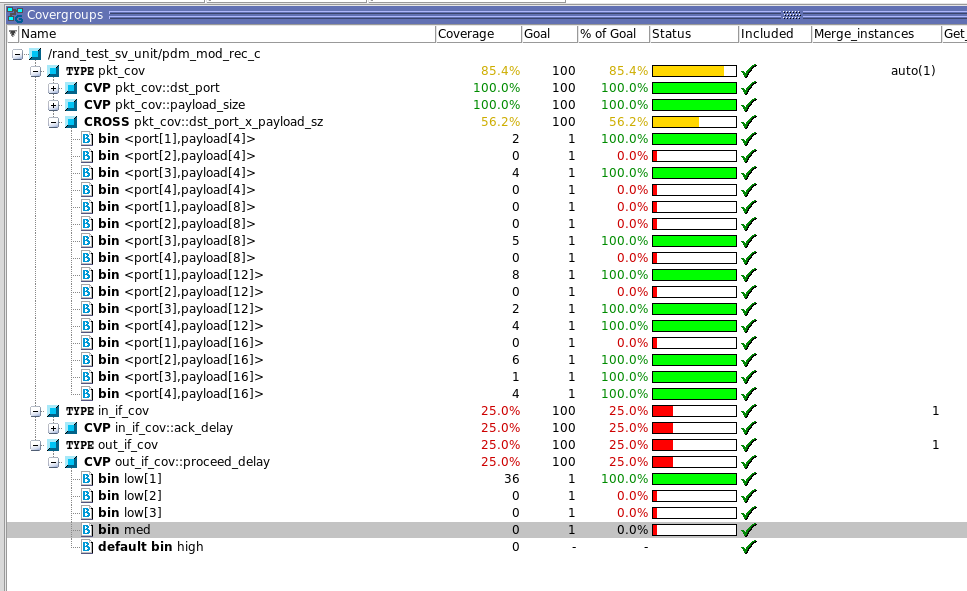 Covergroups
Name Coverage Goal % of Goal Status Included Merge_instances Get_
/rand_test_sv_unit/pdm_mod_rec_c
TYPE pkt_cov 85.4% 100 85.4% auto(1)
CVP pkt_cov::dst_port 100.0% 100 100.0%
CVP pkt_cov::payload_size 100.0% 100 100.0%
CROSS pkt_cov::dst_port_x_payload_sz 56.2% 100 56.2%
B] bin <port[1],payload[4]> 2 1 100.0%
B] bin <port[2],payload[4]> 0 1 0.0%
B] bin <port[3],payload[4]> 4 1 100.0%
B] bin <port[4],payload[4]> 0 1 0.0%
B] bin <port[1],payload[8]> 0 1 0.0%
B] bin <port[2],payload[8]> 0 1 0.0%
B] bin <port[3],payload[8]> 5 1 100.0%
B] bin <port[4],payload[8]> 0 1 0.0%
B] bin <port[1],payload[12]> 8 1 100.0%
B] bin <port[2],payload[12]> 0 1 0.0%
B] bin <port[3],payload[12]> 2 1 100.0%
B] bin <port[4],payload[12]> 4 1 100.0%
B] bin <port[1],payload[16]> 0 1 0.0%
B] bin <port[2],payload[16]> 6 1 100.0%
B] bin <port[3],payload[16]> 1 1 100.0%
B] bin <port[4],payload[16]> 4 1 100.0%
TYPE in_if_cov 25.0% 100 25.0% 1
CVP in_if_cov::ack_delay 25.0% 100 25.0%
TYPE out_if_cov 25.0% 100 25.0% 1
CVP out_if_cov::proceed_delay 25.0% 100 25.0%
B] bin low[1] 36 1 100.0%
B] bin low[2] 0 1 0.0%
B] bin low[3] 0 1 0.0%
B] bin med 0 1 0.0%
B] default bin high 0 - -